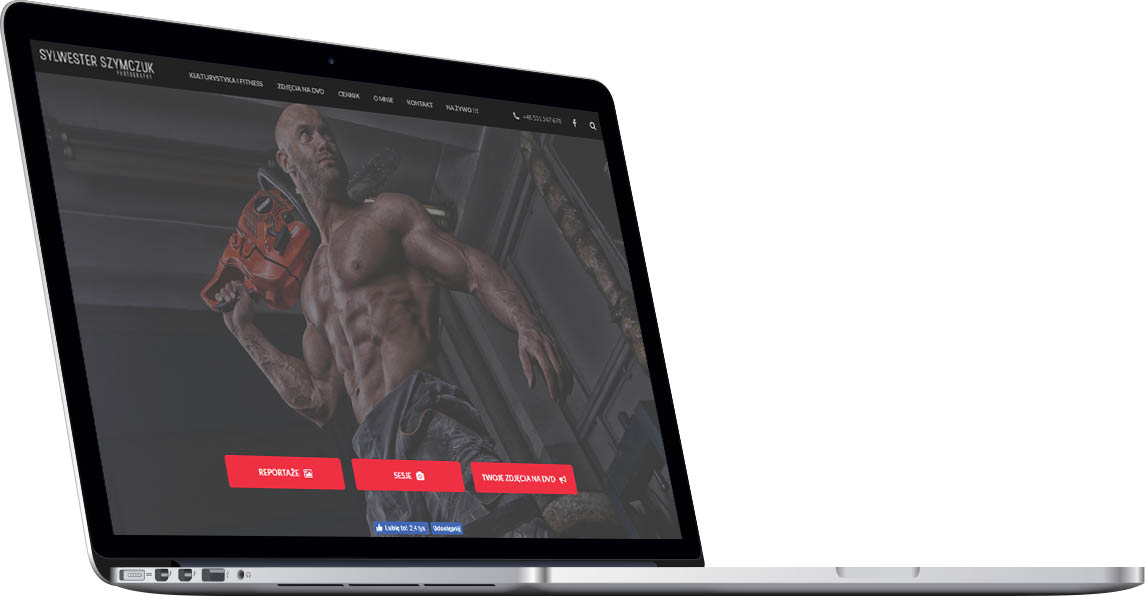 SYLWESTER SZYMCZUK
PHOTOGRAPHY
KULTURYSTYKA I FITNESS ZDJĘCIA NA DVD CENNIK O MNIE KONTAKT NA ŻYWO !!!
+48 531 247 678
REPORTAŻE
SESJE
TWOJE ZDJĘCIA NA DVD
Lubię to! 2,4 tys.
Udostępnij